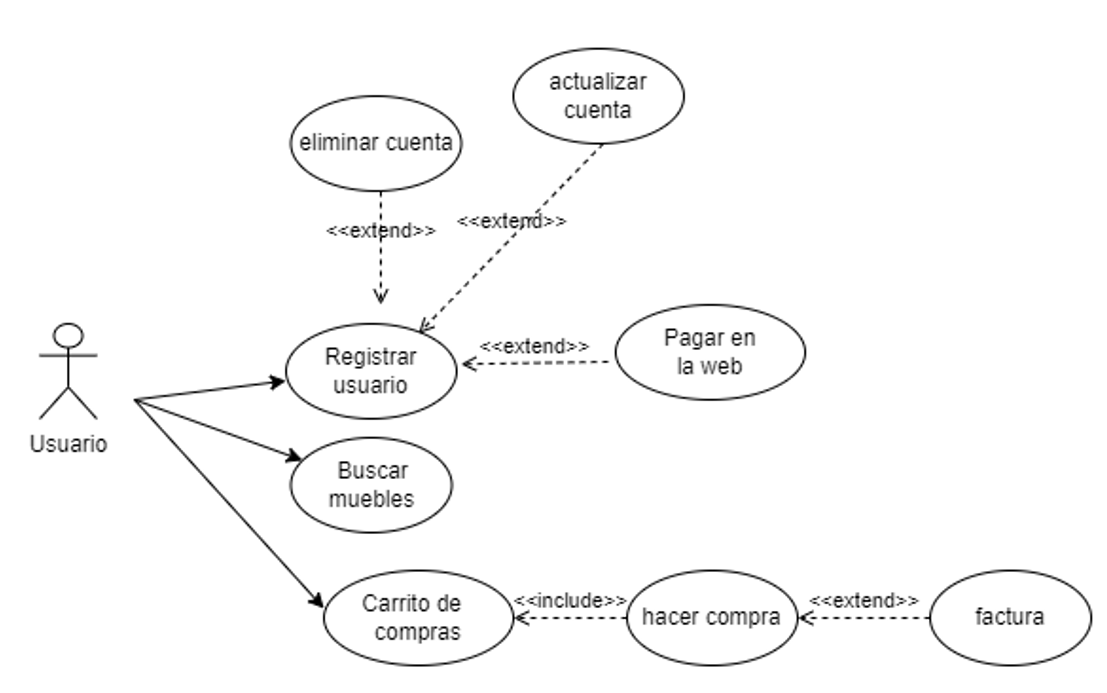 actualizar
cuenta
eliminar cuenta
<<extend>>
<<extend>>
Registrar
usuario
<<extend>>
Pagar en
la web
Usuario
Buscar
muebles
Carrito de
compras
<<include>>
hacer compra
<<extend>>
factura